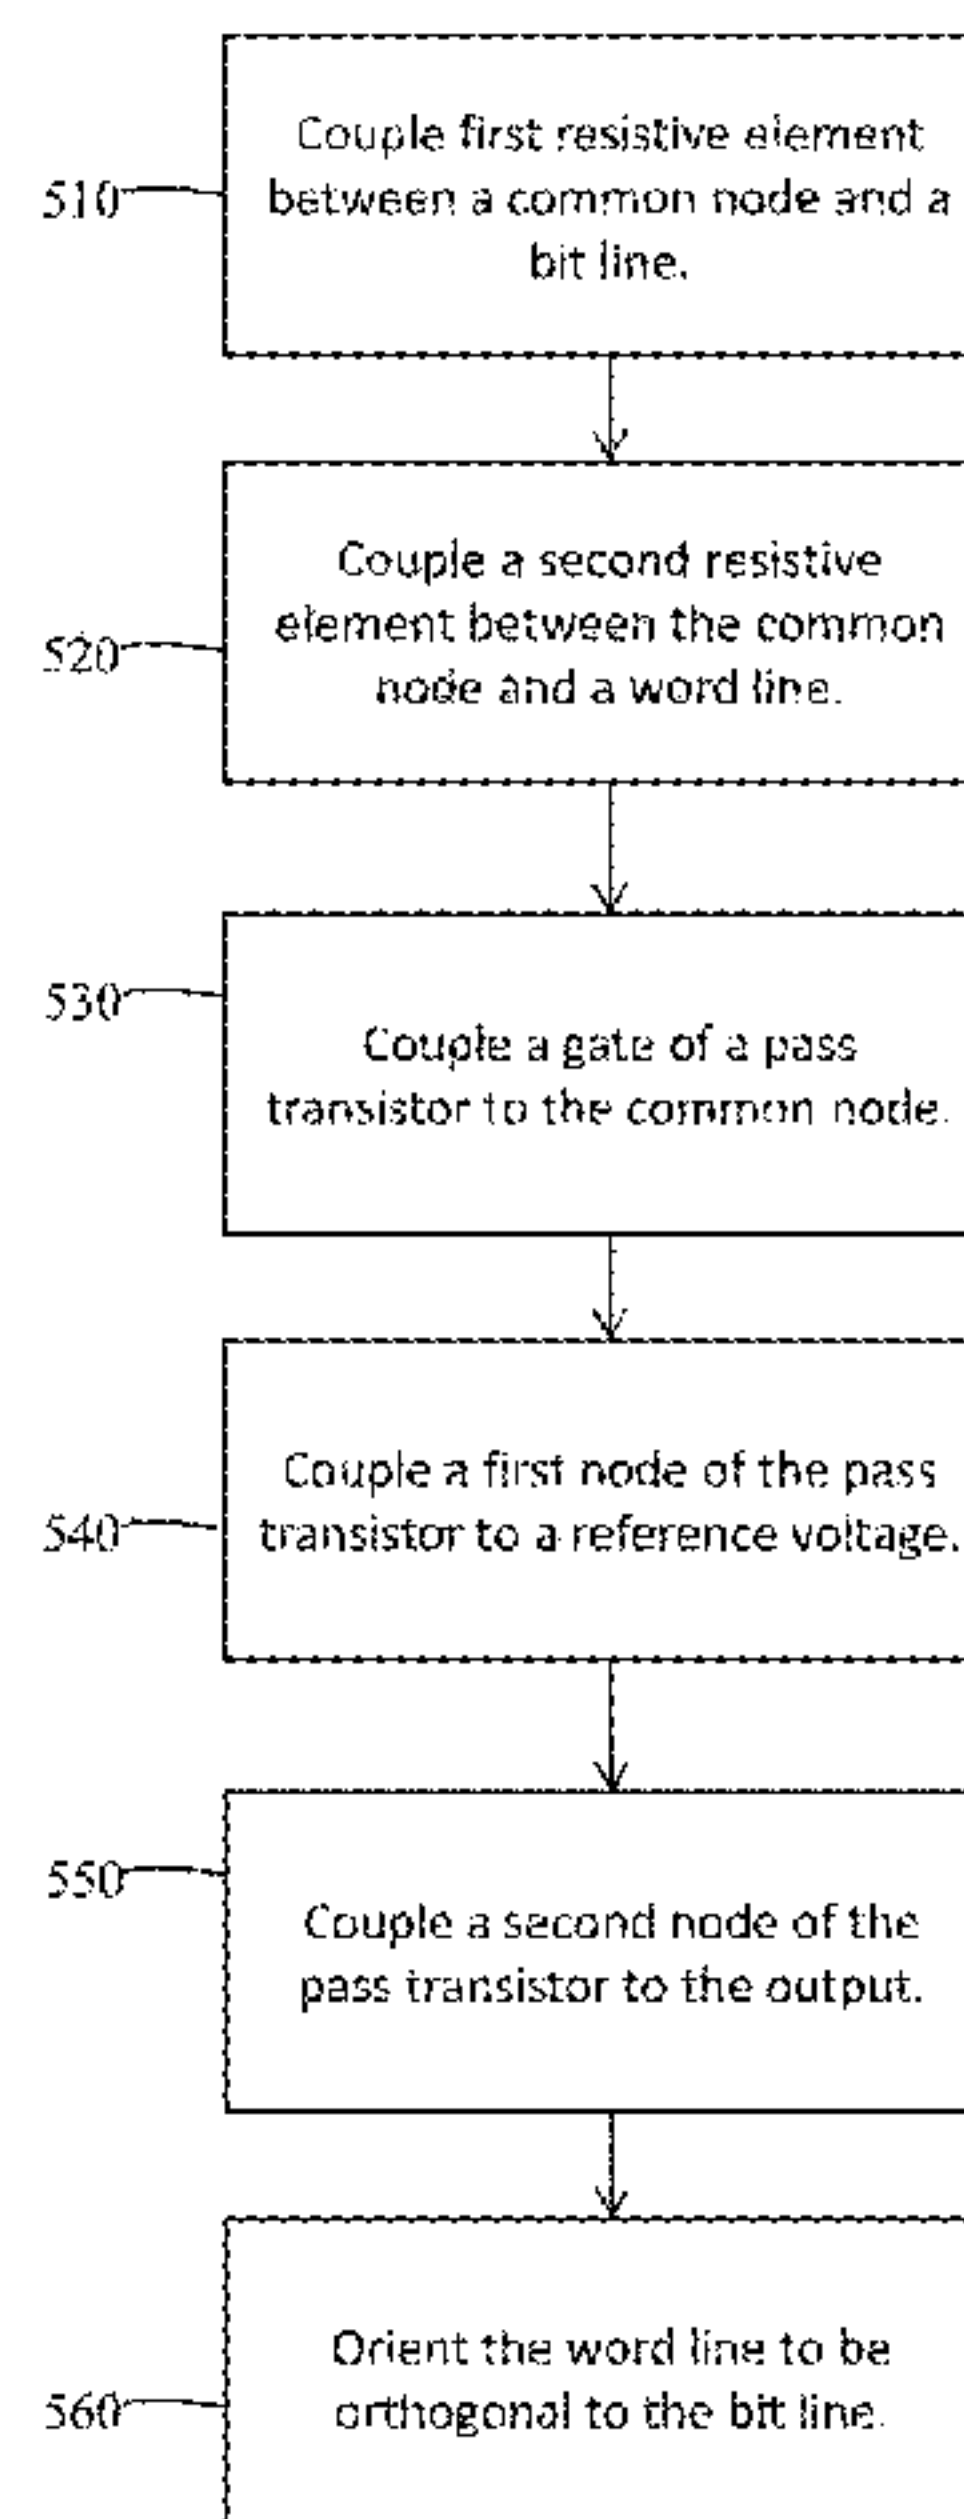 Couple first resistive element
between a common node and a
bit line.
510
Couple a second resistive
element between the common
node and a word line.
520
530
Couple a gate of a pass
transistor to the common node.
Couple a first node of the pass
transistor to a reference voltage.
540
550
Couple a second node of the
pass transistor to the output.
Orient the word line to be
orthogonal to the bit line.
560